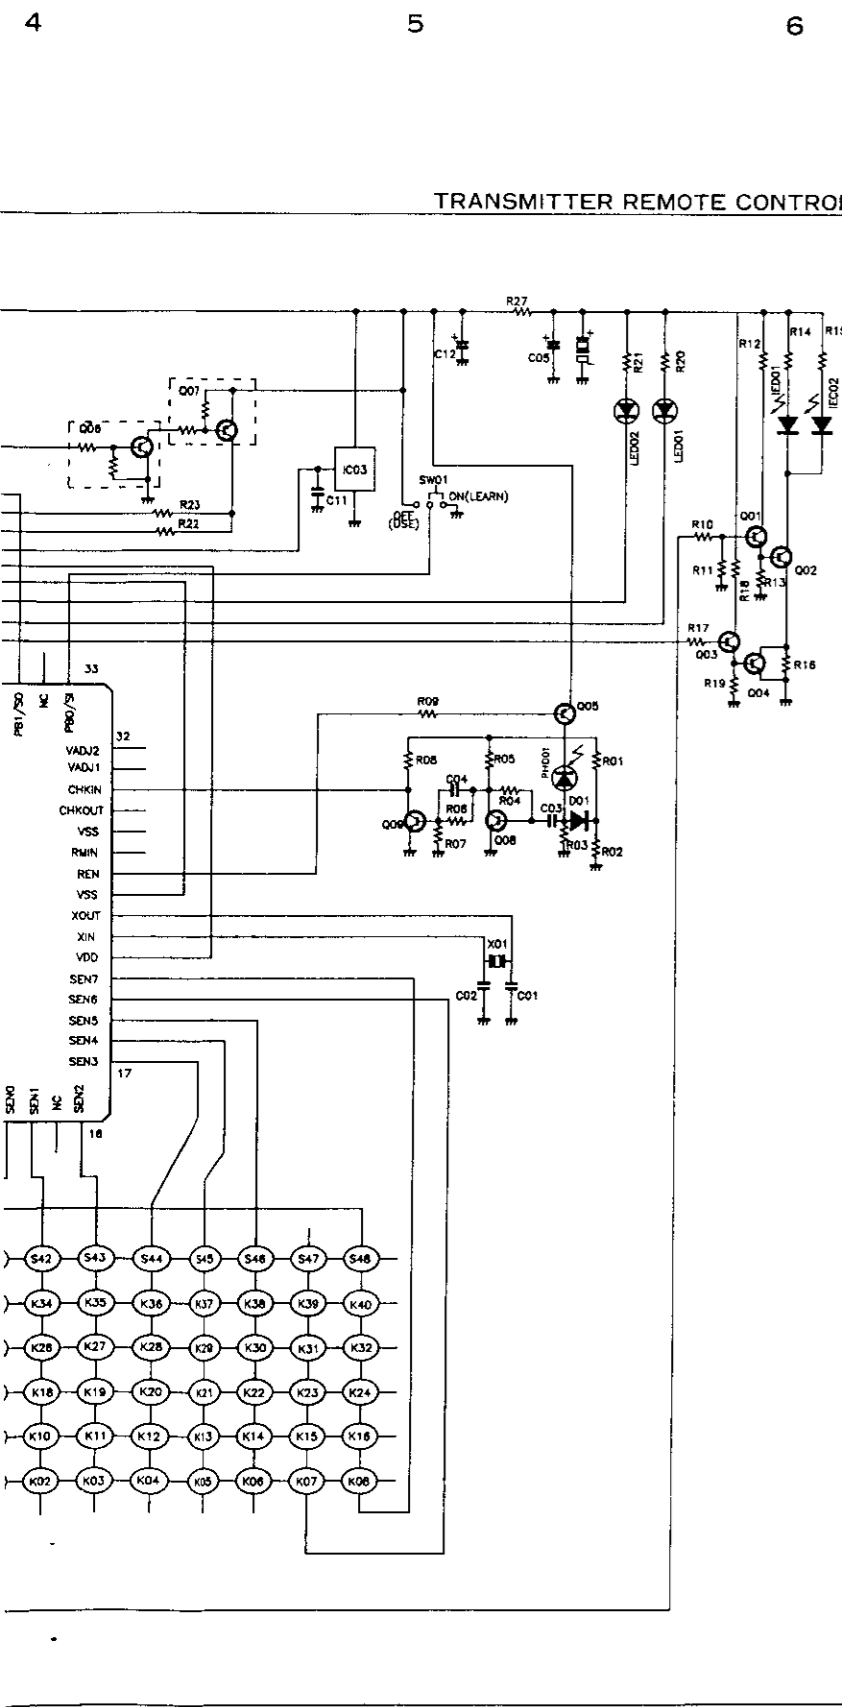 4 5 6
TRANSMITTER REMOTE CONTROL
R27
C12 C05 R21 R20 R12 R14 R15
Q07
Q06
IED01 IEC02
LED02 LED01
IC03
C11
SW01
ON(LEARN)
OFF
(USE)
R23
R22
R10 Q01
R11 R18 R13 Q02
R17
Q03
R19 Q04 R16
33
PB1/SO NC PB0/SI
R09 Q05
32
VADJ2
VADJ1
CHKIN
CHKOUT
VSS
RMIN
REN
VSS
XOUT
XIN
VDD
SEN7
SEN6
SEN5
SEN4
SEN3
17
R08 R05 PHD01 R01
C04
R04
R06 C03 D01
Q09 R07 Q08 R03 R02
X01
C02 C01
SEN0 SEN1 NC SEN2
16
S42 S43 S44 S45 S46 S47 S48
K34 K35 K36 K37 K38 K39 K40
K26 K27 K28 K29 K30 K31 K32
K18 K19 K20 K21 K22 K23 K24
K10 K11 K12 K13 K14 K15 K16
K02 K03 K04 K05 K06 K07 K08